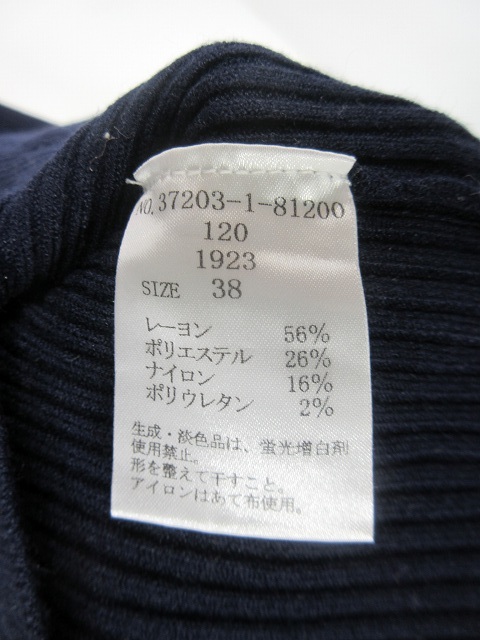 NO.37203-1-81200
120
1923
SIZE 38
レーヨン 56%
ポリエステル 26%
ナイロン 16%
ポリウレタン 2%
生成・淡色品は、蛍光増白剤
使用禁止。
形を整えて干すこと。
アイロンはあて布使用。